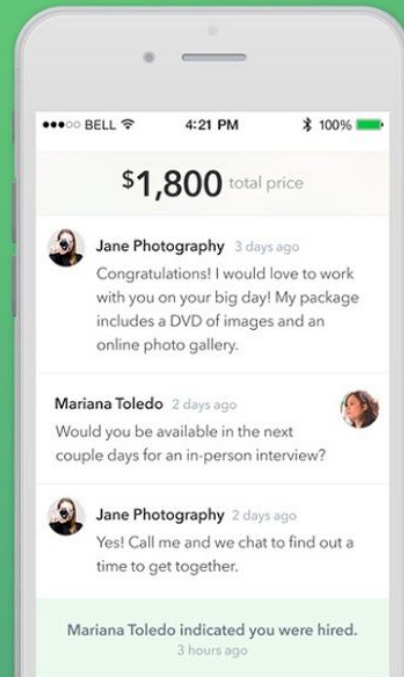 BELL 4:21 PM 100%
$1,800 total price
Jane Photography 3 days ago
Congratulations! I would love to work
with you on your big day! My package
includes a DVD of images and an
online photo gallery.
Mariana Toledo 2 days ago
Would you be available in the next
couple days for an in-person interview?
Jane Photography 2 days ago
Yes! Call me and we chat to find out a
time to get together.
Mariana Toledo indicated you were hired.
3 hours ago